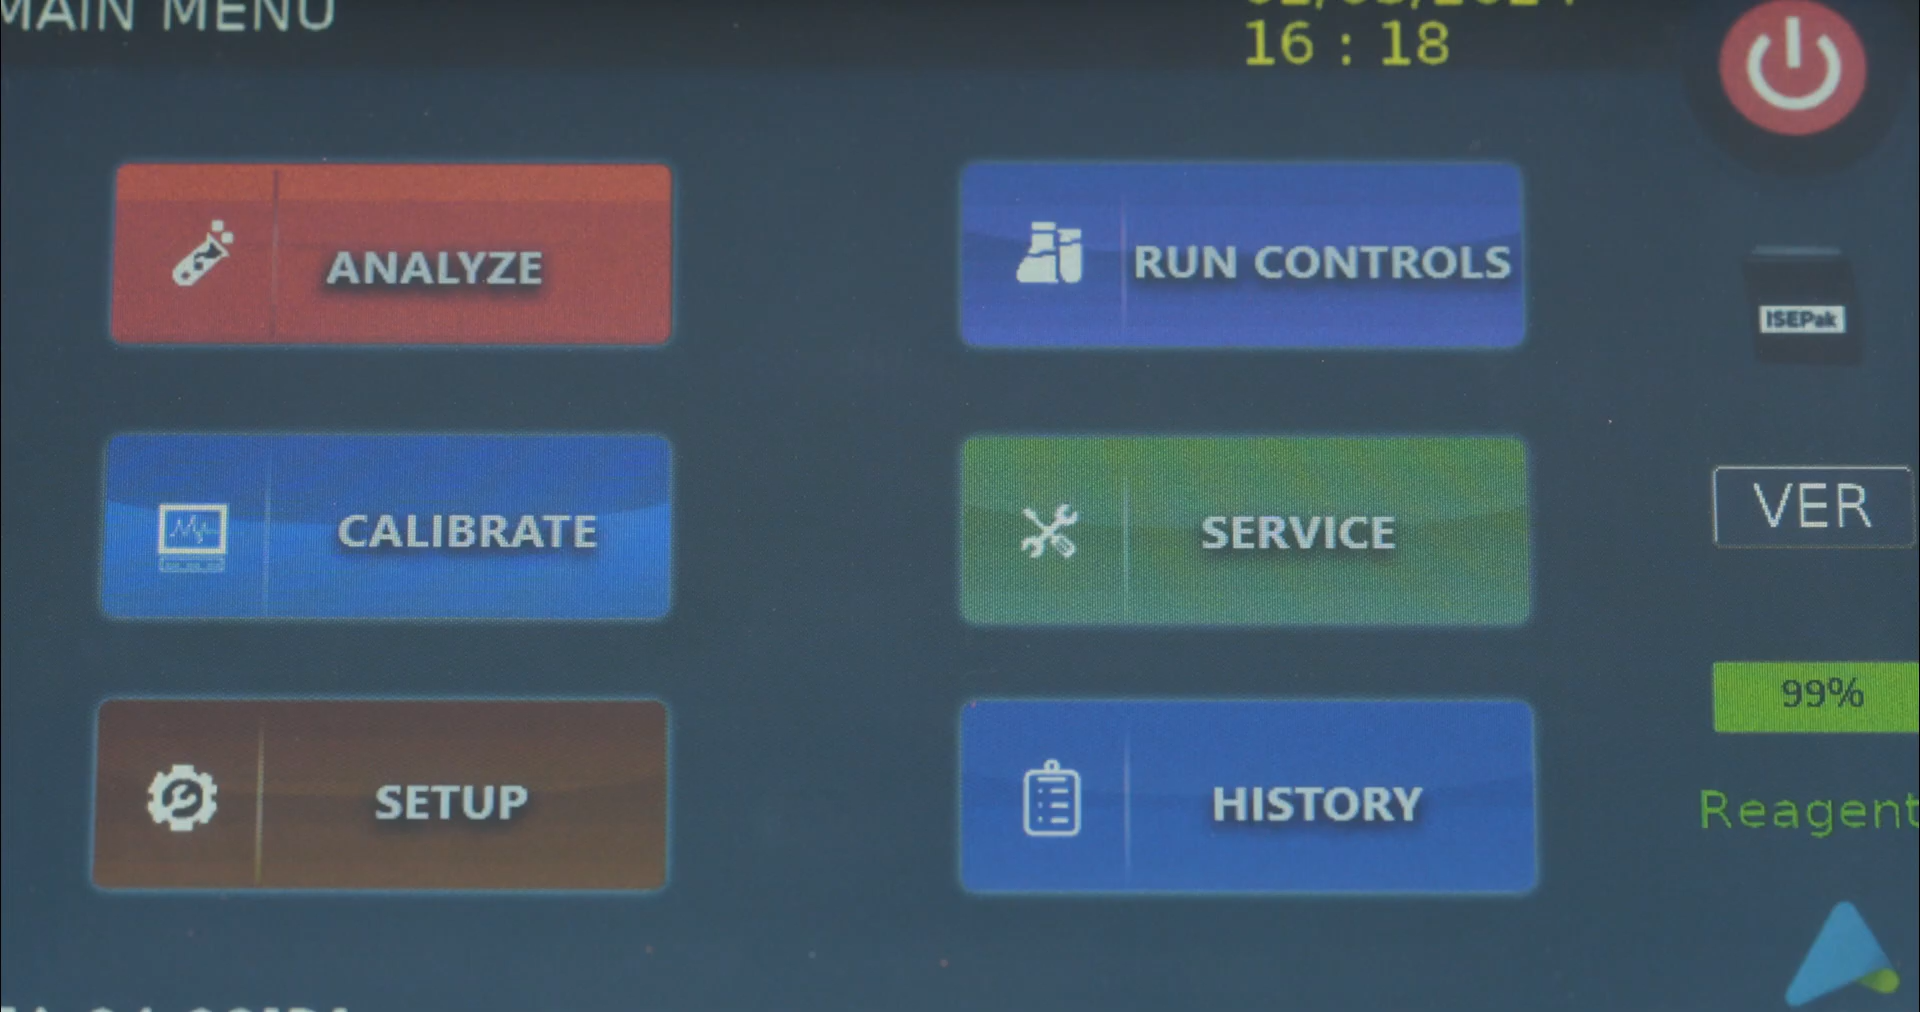 MAIN MENU
16 : 18
ANALYZE
RUN CONTROLS
ISEPak
CALIBRATE
SERVICE
VER
99%
SETUP
HISTORY
Reagent